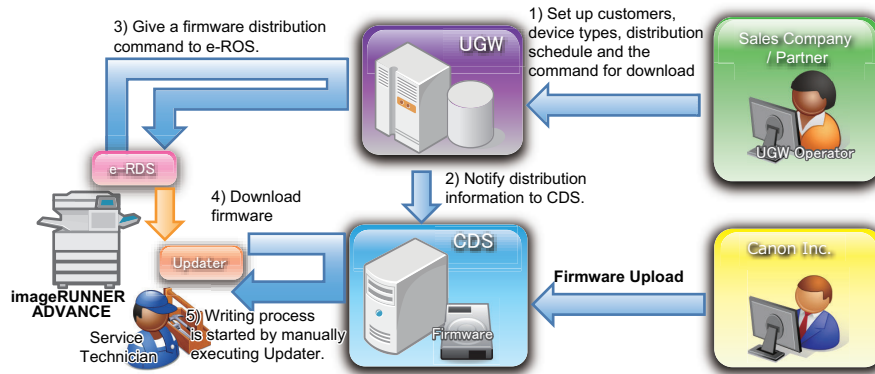 3) Give a firmware distribution
command to e-ROS.
UGW
1) Set up customers,
device types, distribution
schedule and the
command for download
Sales Company
/ Partner
UGW Operator
e-RDS
4) Download
firmware
2) Notify distribution
information to CDS.
Updater
CDS
Firmware
Firmware Upload
Canon Inc.
imageRUNNER
ADVANCE
Service
Technician
5) Writing process
is started by manually
executing Updater.